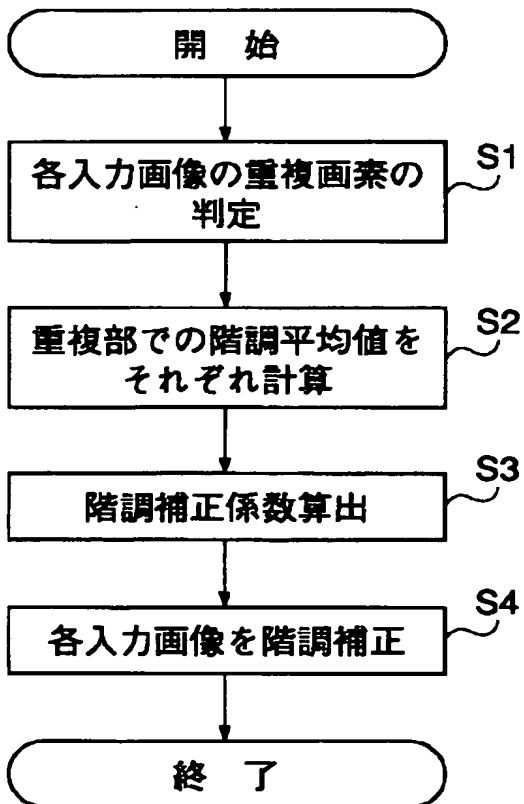 開 始
各入力画像の重複画素の
判定
S1
重複部での階調平均値を
それぞれ計算
S2
階調補正係数算出
S3
各入力画像を階調補正
S4
終 了